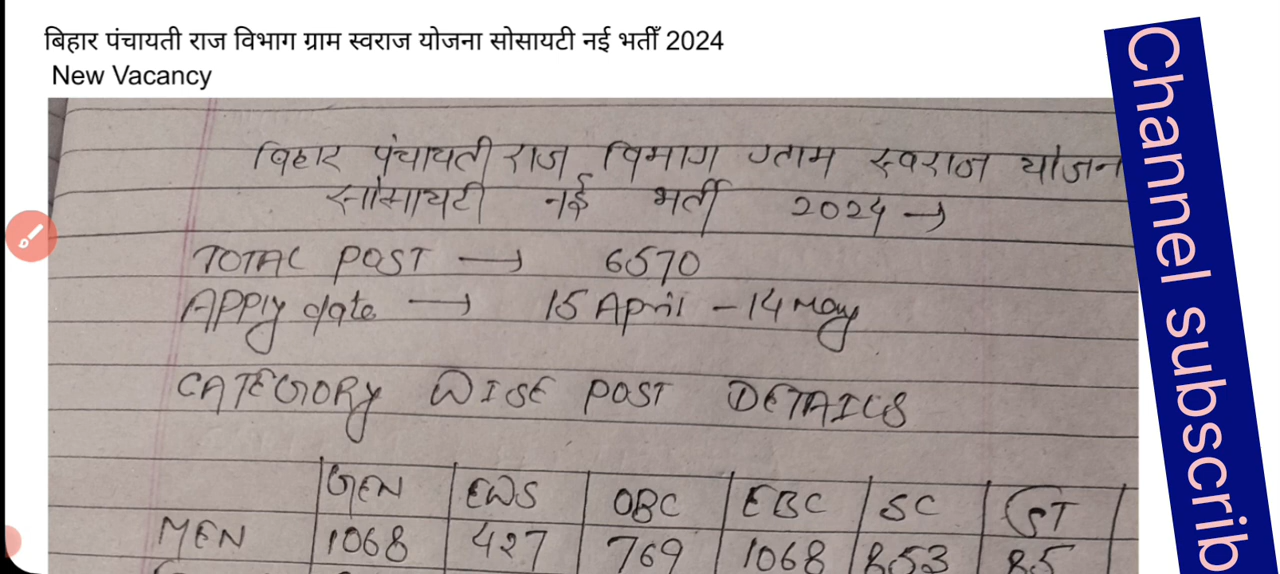 बिहार पंचायती राज विभाग ग्राम स्वराज योजना सोसायटी नई भर्ती 2024
New Vacancy
बिहार पंचायती राज विभाग ग्राम स्वराज योजन
सोसायटी नई भर्ती 2024 →
TOTAL POST → 6570
APPly date → 15 April - 14 may
CATEGORY WISE POST DETAILS
GEN EWS OBC EBC SC ST
MEN 1068 427 769 1068 853 85
Channel subscrib